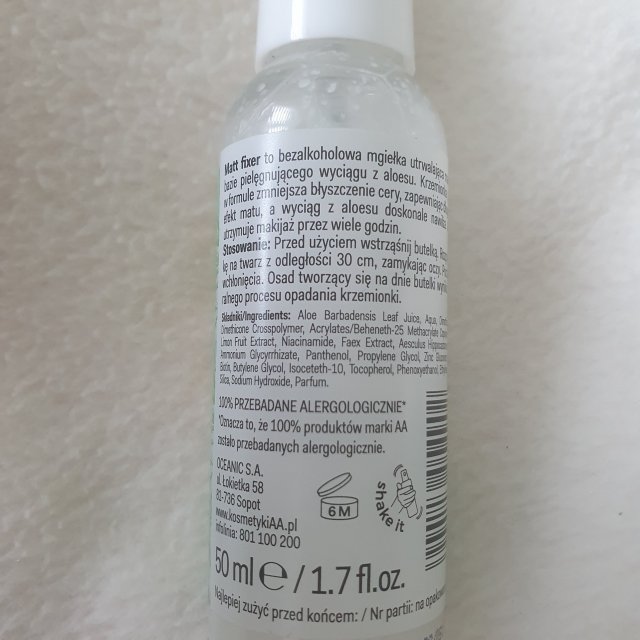 Matt fixer to bezalkoholowa mgiełka utrwalająca
bazie pielęgnującego wyciągu z aloesu. Krzemionka
w formule zmniejsza błyszczenie cery, zapewniając
efekt matu, a wyciąg z aloesu doskonale nawilża
utrzymuje makijaż przez wiele godzin.
Stosowanie: Przed użyciem wstrząśnij butelką.
kę na twarz z odległości 30 cm, zamykając oczy.
wchłonięcia. Osad tworzący się na dnie butelki
ralnego procesu opadania krzemionki.
Składniki/Ingredients: Aloe Barbadensis Leaf Juice, Aqua,
Dimethicone Crosspolymer, Acrylates/Beheneth-25 Methacrylate
Limon Fruit Extract, Niacinamide, Faex Extract, Aesculus
Ammonium Glycyrrhizate, Panthenol, Propylene Glycol, Zinc
Biotin, Butylene Glycol, Isoceteth-10, Tocopherol, Phenoxyethanol,
Silica, Sodium Hydroxide, Parfum.
100% PRZEBADANE ALERGOLOGICZNIE*
*Oznacza to, że 100% produktów marki AA
zostało przebadanych alergologicznie.
OCEANIC S.A.
ul. Łokietka 58
81-736 Sopot
www.kosmetykiAA.pl
infolinia: 801 100 200
6M
shake it
50 ml e / 1.7 fl.oz.
Najlepiej zużyć przed końcem: / Nr partii: na